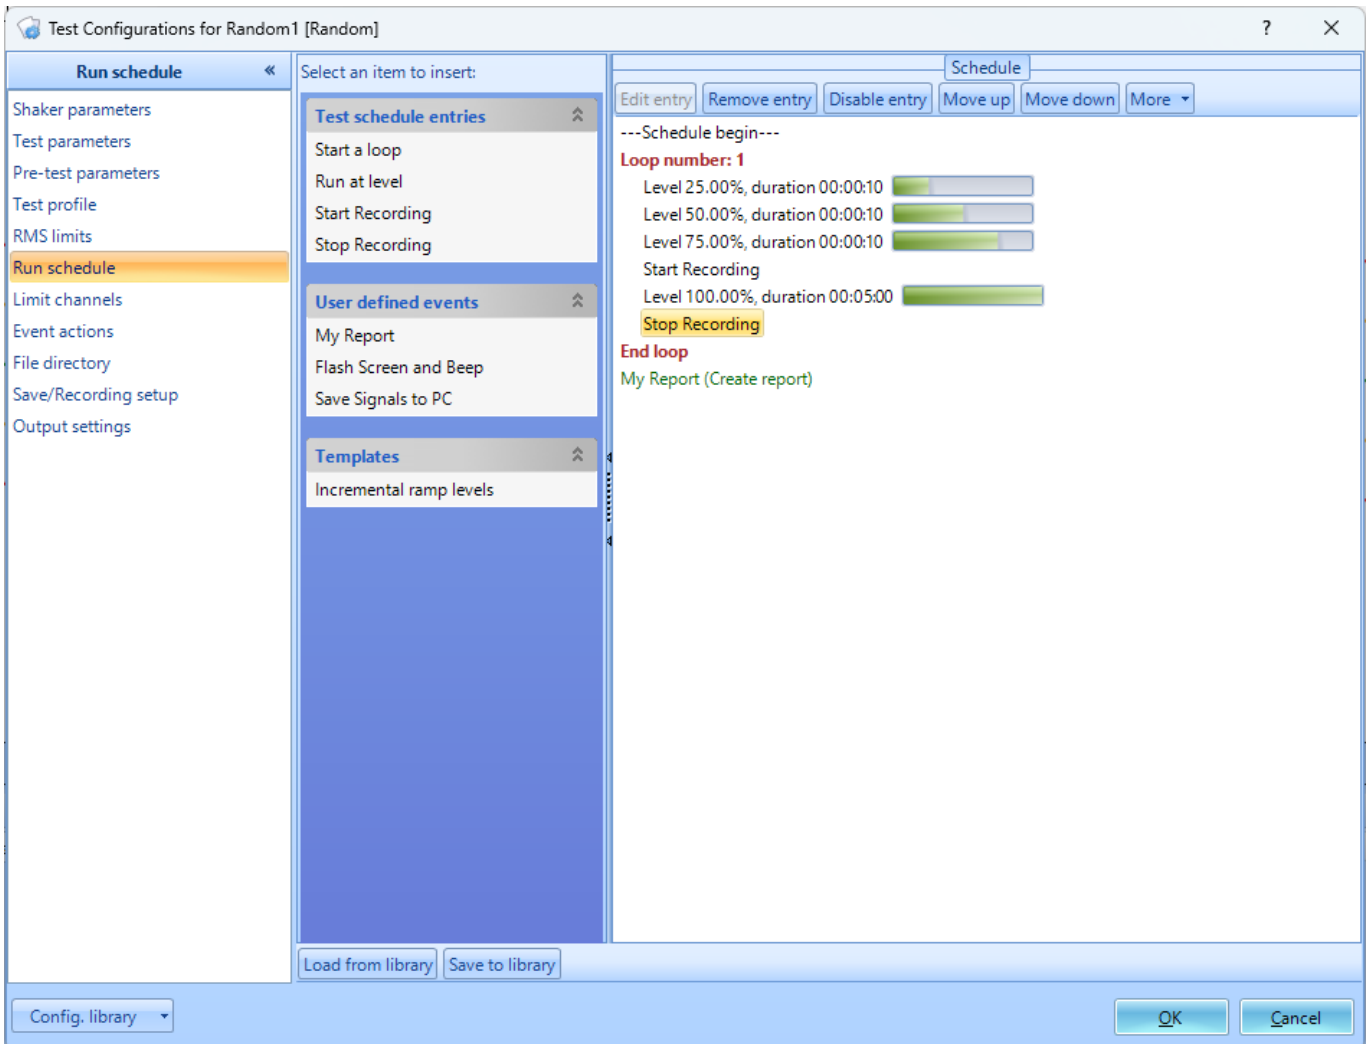 Test Configurations for Random1 [Random]
?
Run schedule
«
Shaker parameters
Test parameters
Pre-test parameters
Test profile
RMS limits
Run schedule
Limit channels
Event actions
File directory
Save/Recording setup
Output settings
Select an item to insert:
Test schedule entries
Start a loop
Run at level
Start Recording
Stop Recording
User defined events
My Report
Flash Screen and Beep
Save Signals to PC
Templates
Incremental ramp levels
Schedule
Edit entry Remove entry Disable entry Move up Move down More
---Schedule begin---
Loop number: 1
Level 25.00%, duration 00:00:10
Level 50.00%, duration 00:00:10
Level 75.00%, duration 00:00:10
Start Recording
Level 100.00%, duration 00:05:00
Stop Recording
End loop
My Report (Create report)
Load from library Save to library
Config. library
OK
Cancel